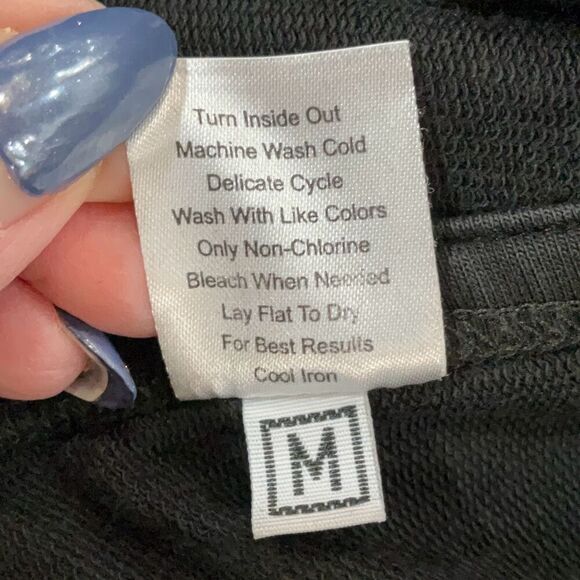 Turn Inside Out
Machine Wash Cold
Delicate Cycle
Wash With Like Colors
Only Non-Chlorine
Bleach When Needed
Lay Flat To Dry
For Best Results
Cool Iron
M